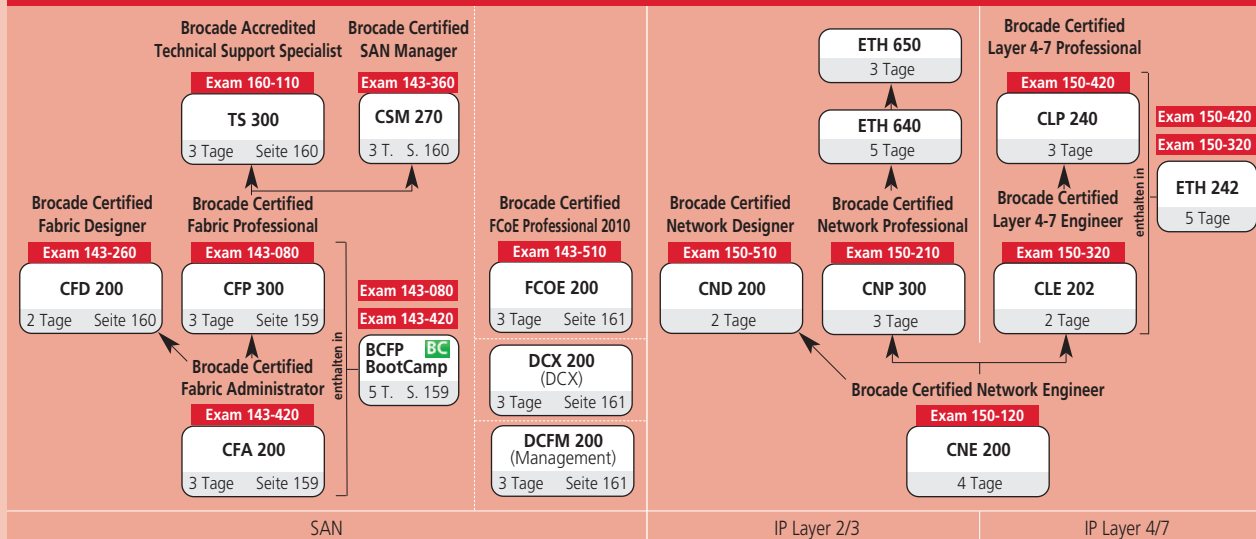 Brocade Accredited
Technical Support Specialist
Exam 160-110
TS 300
3 Tage Seite 160
Brocade Certified
SAN Manager
Exam 143-360
CSM 270
3 T. S. 160
Brocade Certified
Fabric Designer
Exam 143-260
CFD 200
2 Tage Seite 160
Brocade Certified
Fabric Professional
Exam 143-080
CFP 300
3 Tage Seite 159
Brocade Certified
Fabric Administrator
Exam 143-420
CFA 200
3 Tage Seite 159
enthalten in
Exam 143-080
Exam 143-420
BCFP BC
BootCamp
5 T. S. 159
Brocade Certified
FCoE Professional 2010
Exam 143-510
FCOE 200
3 Tage Seite 161
DCX 200
(DCX)
3 Tage Seite 161
DCFM 200
(Management)
3 Tage Seite 161
ETH 650
3 Tage
ETH 640
5 Tage
Brocade Certified
Network Designer
Exam 150-510
CND 200
2 Tage
Brocade Certified
Network Professional
Exam 150-210
CNP 300
3 Tage
Brocade Certified
Layer 4-7 Professional
Exam 150-420
CLP 240
3 Tage
Brocade Certified
Layer 4-7 Engineer
Exam 150-320
CLE 202
2 Tage
enthalten in
Exam 150-420
Exam 150-320
ETH 242
5 Tage
Brocade Certified Network Engineer
Exam 150-120
CNE 200
4 Tage
SAN
IP Layer 2/3
IP Layer 4/7